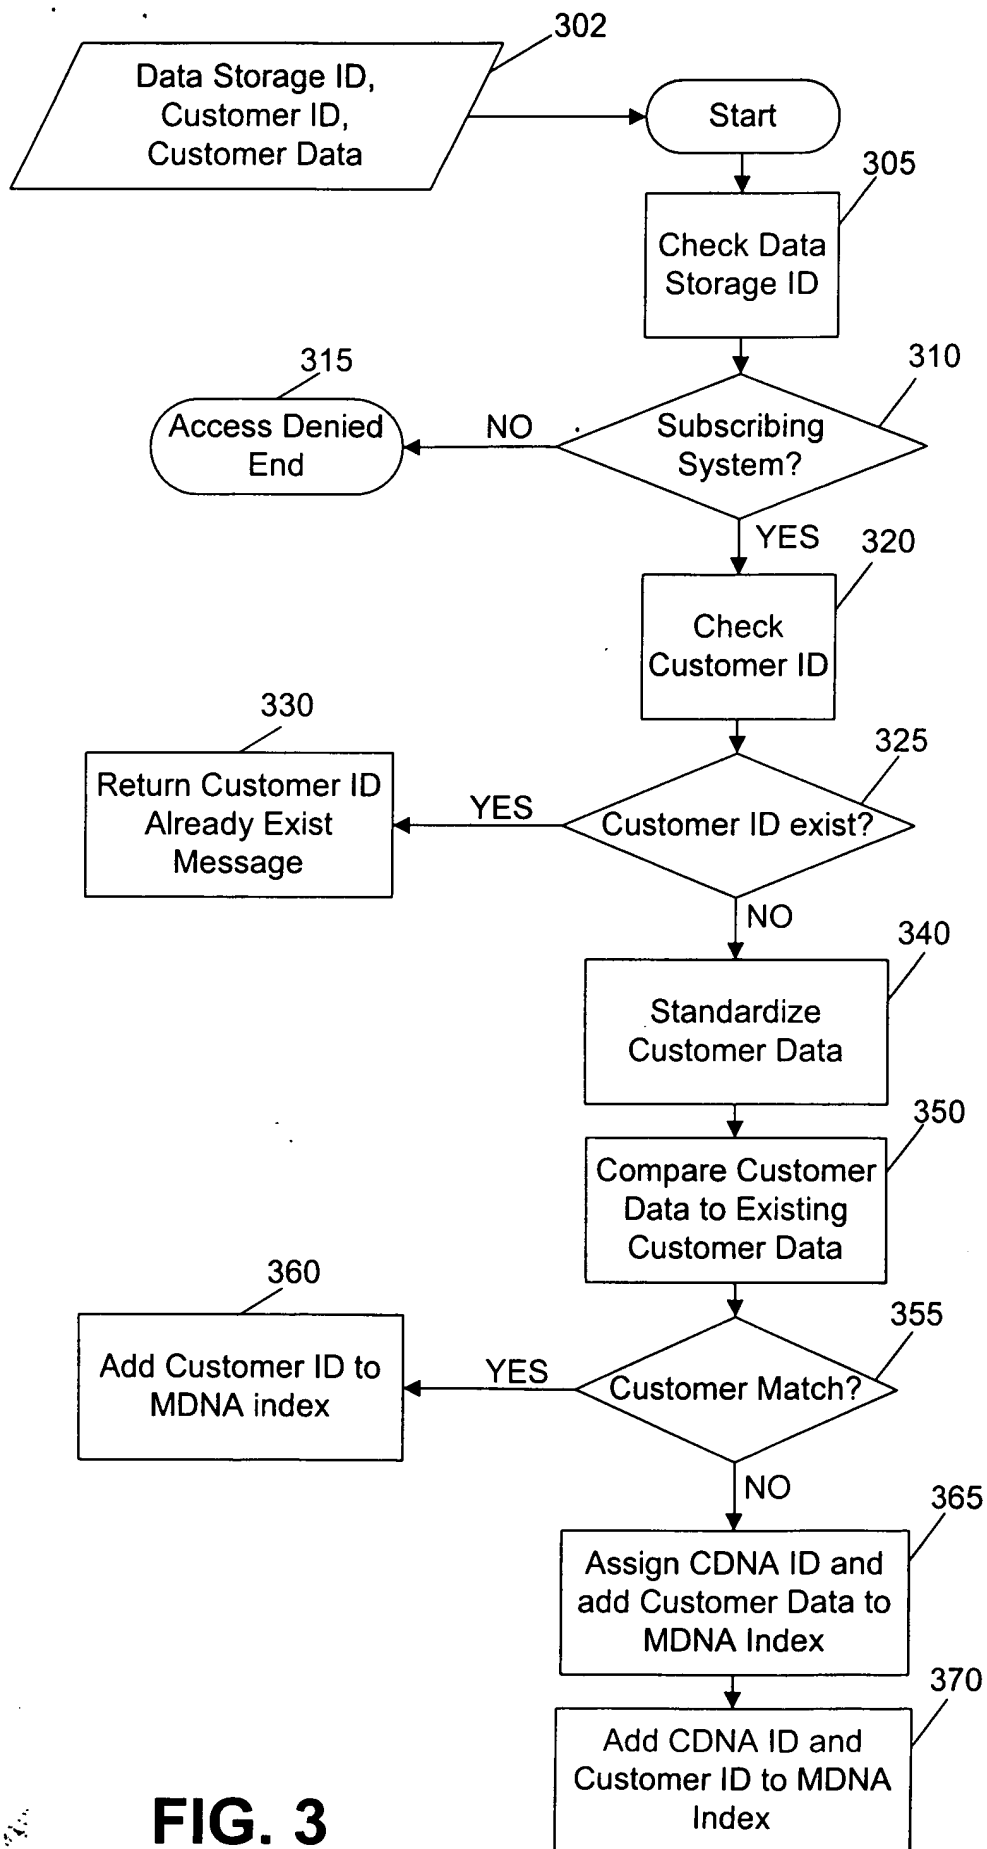 302
Data Storage ID,
Customer ID,
Customer Data
Start
305
Check Data
Storage ID
315
310
Access Denied
End
NO
Subscribing
System?
YES
320
Check
Customer ID
330
325
Return Customer ID
Already Exist
Message
YES
Customer ID exist?
NO
340
Standardize
Customer Data
350
Compare Customer
Data to Existing
Customer Data
360
355
Add Customer ID to
MDNA index
YES
Customer Match?
NO
365
Assign CDNA ID and
add Customer Data to
MDNA Index
370
Add CDNA ID and
Customer ID to MDNA
Index
FIG. 3